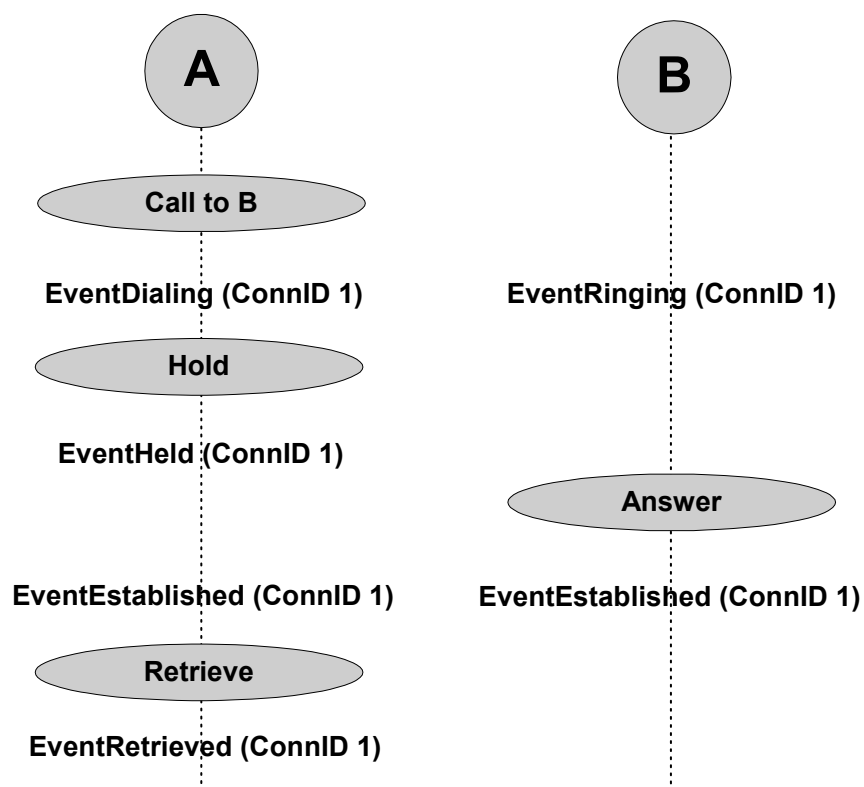 A
B
Call to B
EventDialing (ConnID 1)
EventRinging (ConnID 1)
Hold
EventHeld (ConnID 1)
Answer
EventEstablished (ConnID 1)
EventEstablished (ConnID 1)
Retrieve
EventRetrieved (ConnID 1)